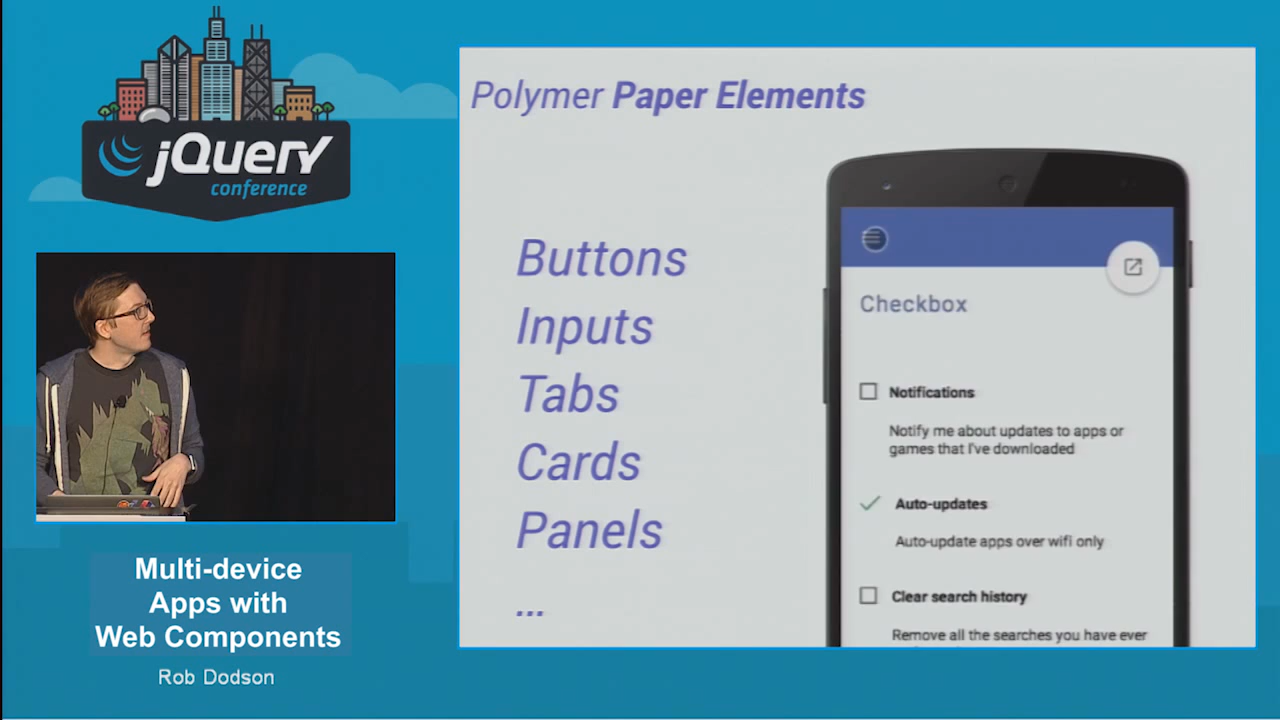 jQuery
conference
Multi-device
Apps with
Web Components
Rob Dodson
Polymer Paper Elements
Buttons
Inputs
Tabs
Cards
Panels
...
Checkbox
Notifications
Notify me about updates to apps or
games that I've downloaded
Auto-updates
Auto-update apps over wifi only
Clear search history
Remove all the searches you have ever